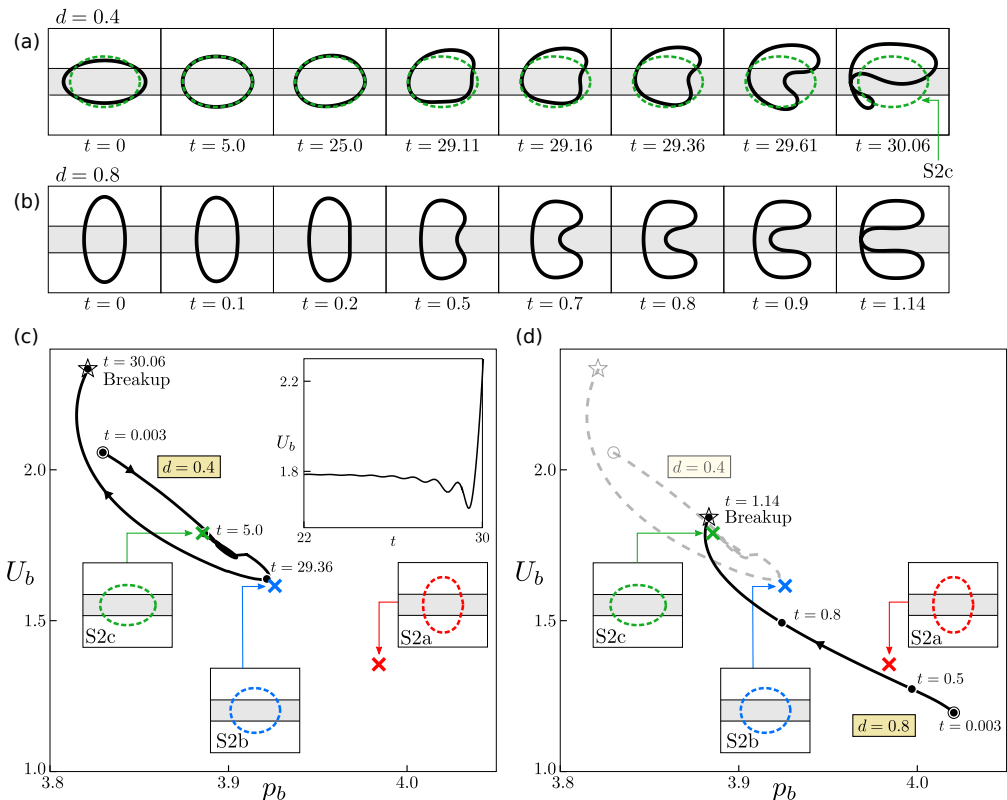 d = 0.4
(a)
t = 0
t = 5.0
t = 25.0
t = 29.11
t = 29.16
t = 29.36
t = 29.61
t = 30.06
S2c
d = 0.8
(b)
t = 0
t = 0.1
t = 0.2
t = 0.5
t = 0.7
t = 0.8
t = 0.9
t = 1.14
(c)
t = 30.06
Breakup
t = 0.003
d = 0.4
t = 5.0
t = 29.36
2.2
U_b
1.8
22
t
30
2.0
U_b
1.5
1.0
S2c
S2b
S2a
3.8
3.9
4.0
p_b
(d)
d = 0.4
t = 1.14
Breakup
t = 0.8
t = 0.5
t = 0.003
d = 0.8
2.0
U_b
1.5
1.0
S2c
S2b
S2a
3.8
3.9
4.0
p_b